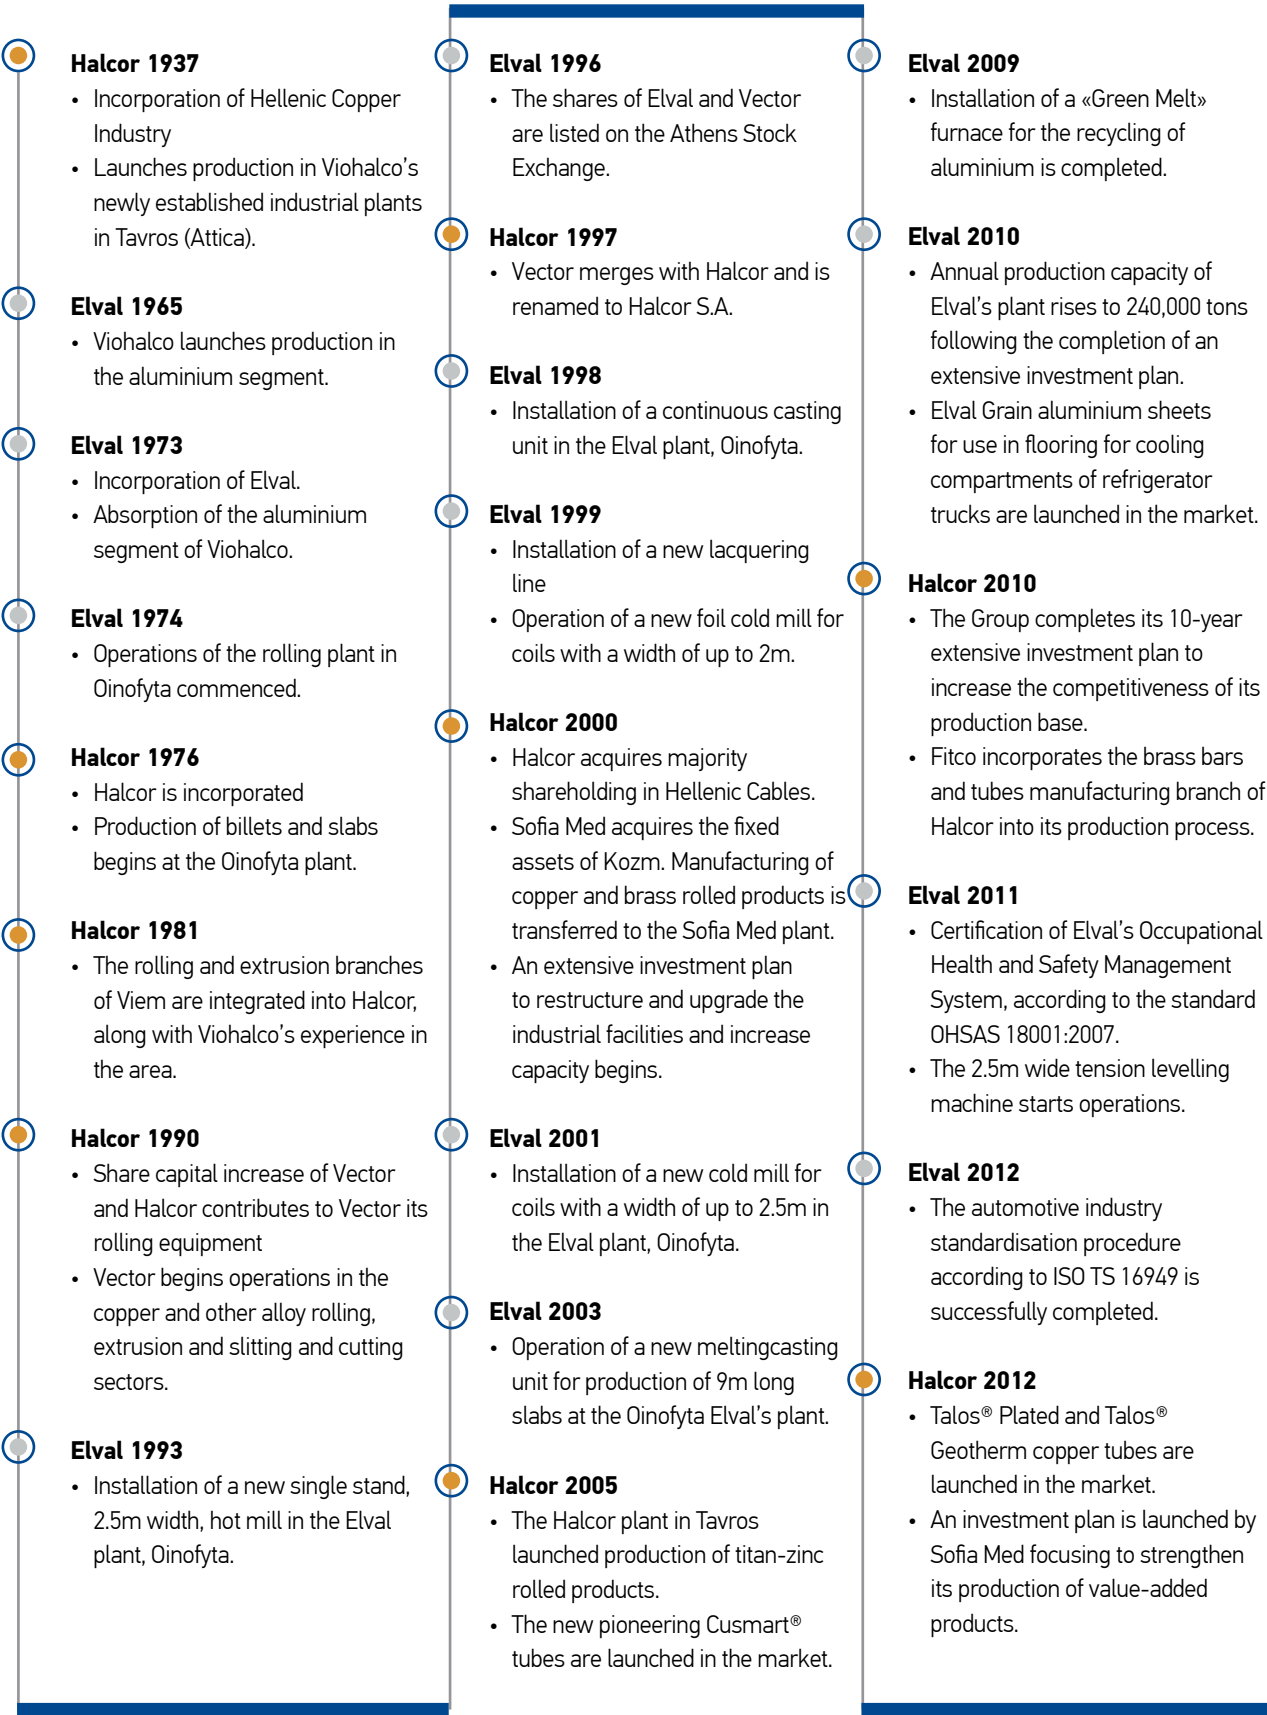 Halcor 1937
• Incorporation of Hellenic Copper
Industry
• Launches production in Viohalco’s
newly established industrial plants
in Tavros (Attica).
Elval 1965
• Viohalco launches production in
the aluminium segment.
Elval 1973
• Incorporation of Elval.
• Absorption of the aluminium
segment of Viohalco.
Elval 1974
• Operations of the rolling plant in
Oinofyta commenced.
Halcor 1976
• Halcor is incorporated
• Production of billets and slabs
begins at the Oinofyta plant.
Halcor 1981
• The rolling and extrusion branches
of Viem are integrated into Halcor,
along with Viohalco’s experience in
the area.
Halcor 1990
• Share capital increase of Vector
and Halcor contributes to Vector its
rolling equipment
• Vector begins operations in the
copper and other alloy rolling,
extrusion and slitting and cutting
sectors.
Elval 1993
• Installation of a new single stand,
2.5m width, hot mill in the Elval
plant, Oinofyta.
Elval 1996
• The shares of Elval and Vector
are listed on the Athens Stock
Exchange.
Halcor 1997
• Vector merges with Halcor and is
renamed to Halcor S.A.
Elval 1998
• Installation of a continuous casting
unit in the Elval plant, Oinofyta.
Elval 1999
• Installation of a new lacquering
line
• Operation of a new foil cold mill for
coils with a width of up to 2m.
Halcor 2000
• Halcor acquires majority
shareholding in Hellenic Cables.
• Sofia Med acquires the fixed
assets of Kozm. Manufacturing of
copper and brass rolled products is
transferred to the Sofia Med plant.
• An extensive investment plan
to restructure and upgrade the
industrial facilities and increase
capacity begins.
Elval 2001
• Installation of a new cold mill for
coils with a width of up to 2.5m in
the Elval plant, Oinofyta.
Elval 2003
• Operation of a new meltingcasting
unit for production of 9m long
slabs at the Oinofyta Elval’s plant.
Halcor 2005
• The Halcor plant in Tavros
launched production of titan-zinc
rolled products.
• The new pioneering Cusmart®
tubes are launched in the market.
Elval 2009
• Installation of a «Green Melt»
furnace for the recycling of
aluminium is completed.
Elval 2010
• Annual production capacity of
Elval’s plant rises to 240,000 tons
following the completion of an
extensive investment plan.
• Elval Grain aluminium sheets
for use in flooring for cooling
compartments of refrigerator
trucks are launched in the market.
Halcor 2010
• The Group completes its 10-year
extensive investment plan to
increase the competitiveness of its
production base.
• Fitco incorporates the brass bars
and tubes manufacturing branch of
Halcor into its production process.
Elval 2011
• Certification of Elval’s Occupational
Health and Safety Management
System, according to the standard
OHSAS 18001:2007.
• The 2.5m wide tension levelling
machine starts operations.
Elval 2012
• The automotive industry
standardisation procedure
according to ISO TS 16949 is
successfully completed.
Halcor 2012
• Talos® Plated and Talos®
Geotherm copper tubes are
launched in the market.
• An investment plan is launched by
Sofia Med focusing to strengthen
its production of value-added
products.